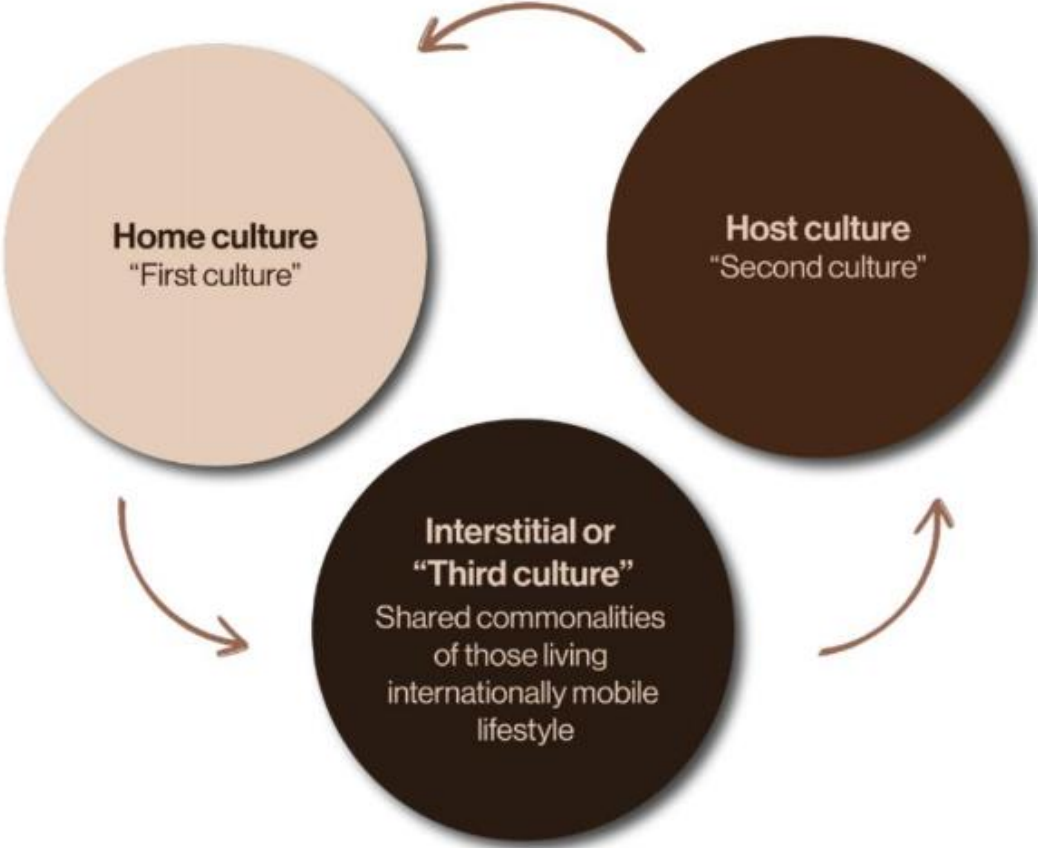 Home culture
“First culture”
Host culture
“Second culture”
Interstitial or
“Third culture”
Shared commonalities
of those living
internationally mobile
lifestyle